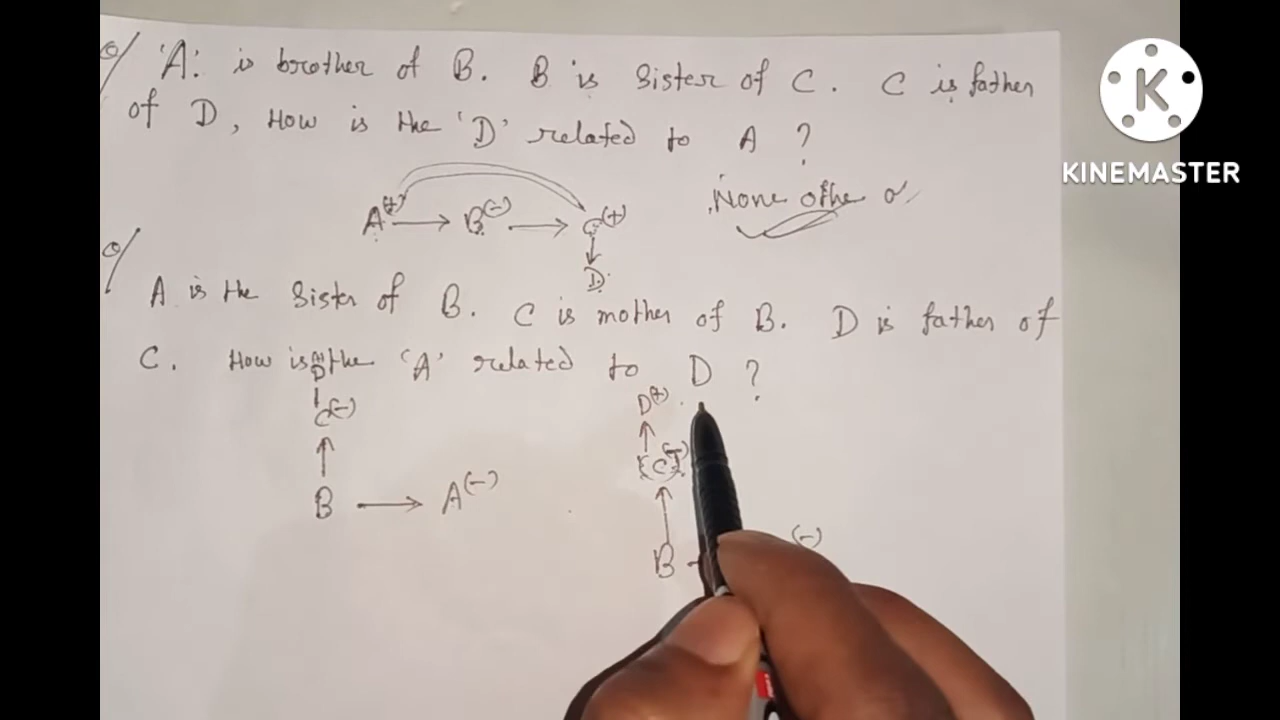 Q/ 'A' is brother of B. B is Sister of C. C is father
of D, How is the 'D' related to A ?
None of the
A(+) → B(-) → C(+)
D
Q/
A is the Sister of B. C is mother of B. D is father of
C. How is the 'A' related to D ?
D
C(-)
B → A(-)
D(+)
C(-)
B
(-)
K
KINEMASTER